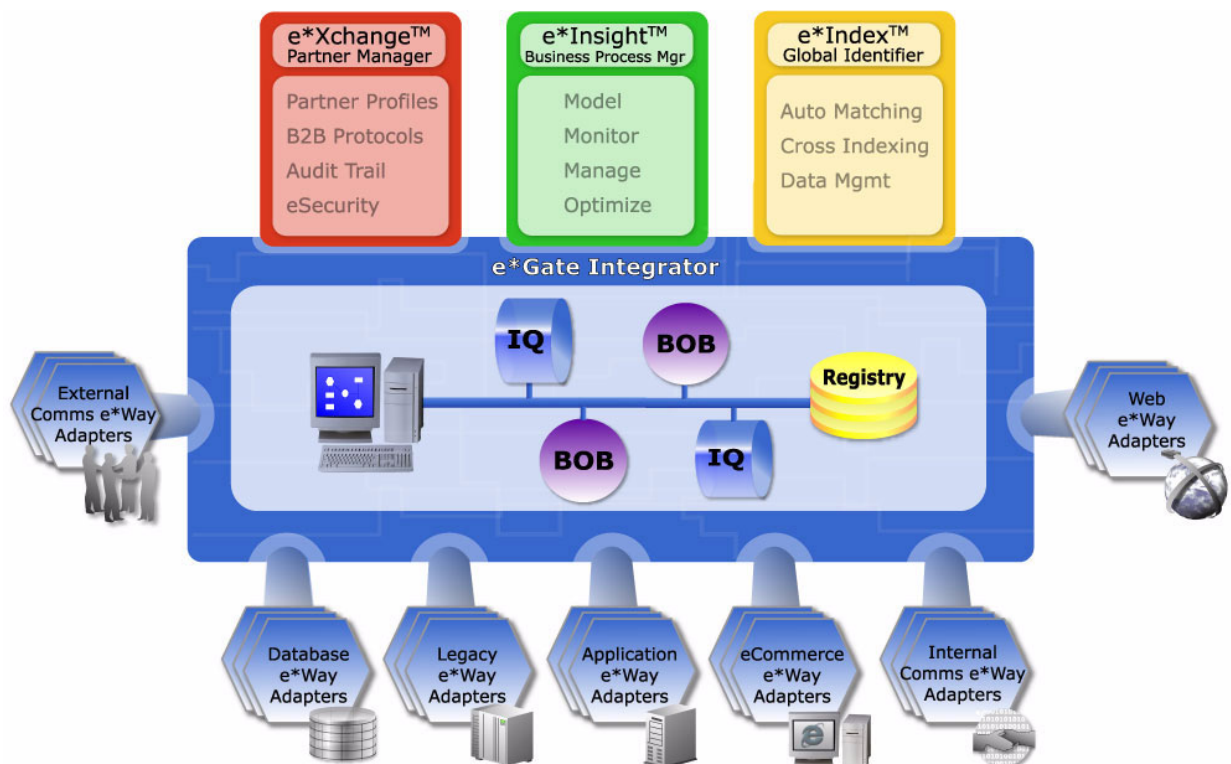 e*Xchange™
Partner Manager
Partner Profiles
B2B Protocols
Audit Trail
eSecurity
e*Insight™
Business Process Mgr
Model
Monitor
Manage
Optimize
e*Index™
Global Identifier
Auto Matching
Cross Indexing
Data Mgmt
e*Gate Integrator
IQ
BOB
Registry
BOB
IQ
External
Comms e*Way
Adapters
Web
e*Way
Adapters
Database
e*Way
Adapters
Legacy
e*Way
Adapters
Application
e*Way
Adapters
eCommerce
e*Way
Adapters
Internal
Comms e*Way
Adapters